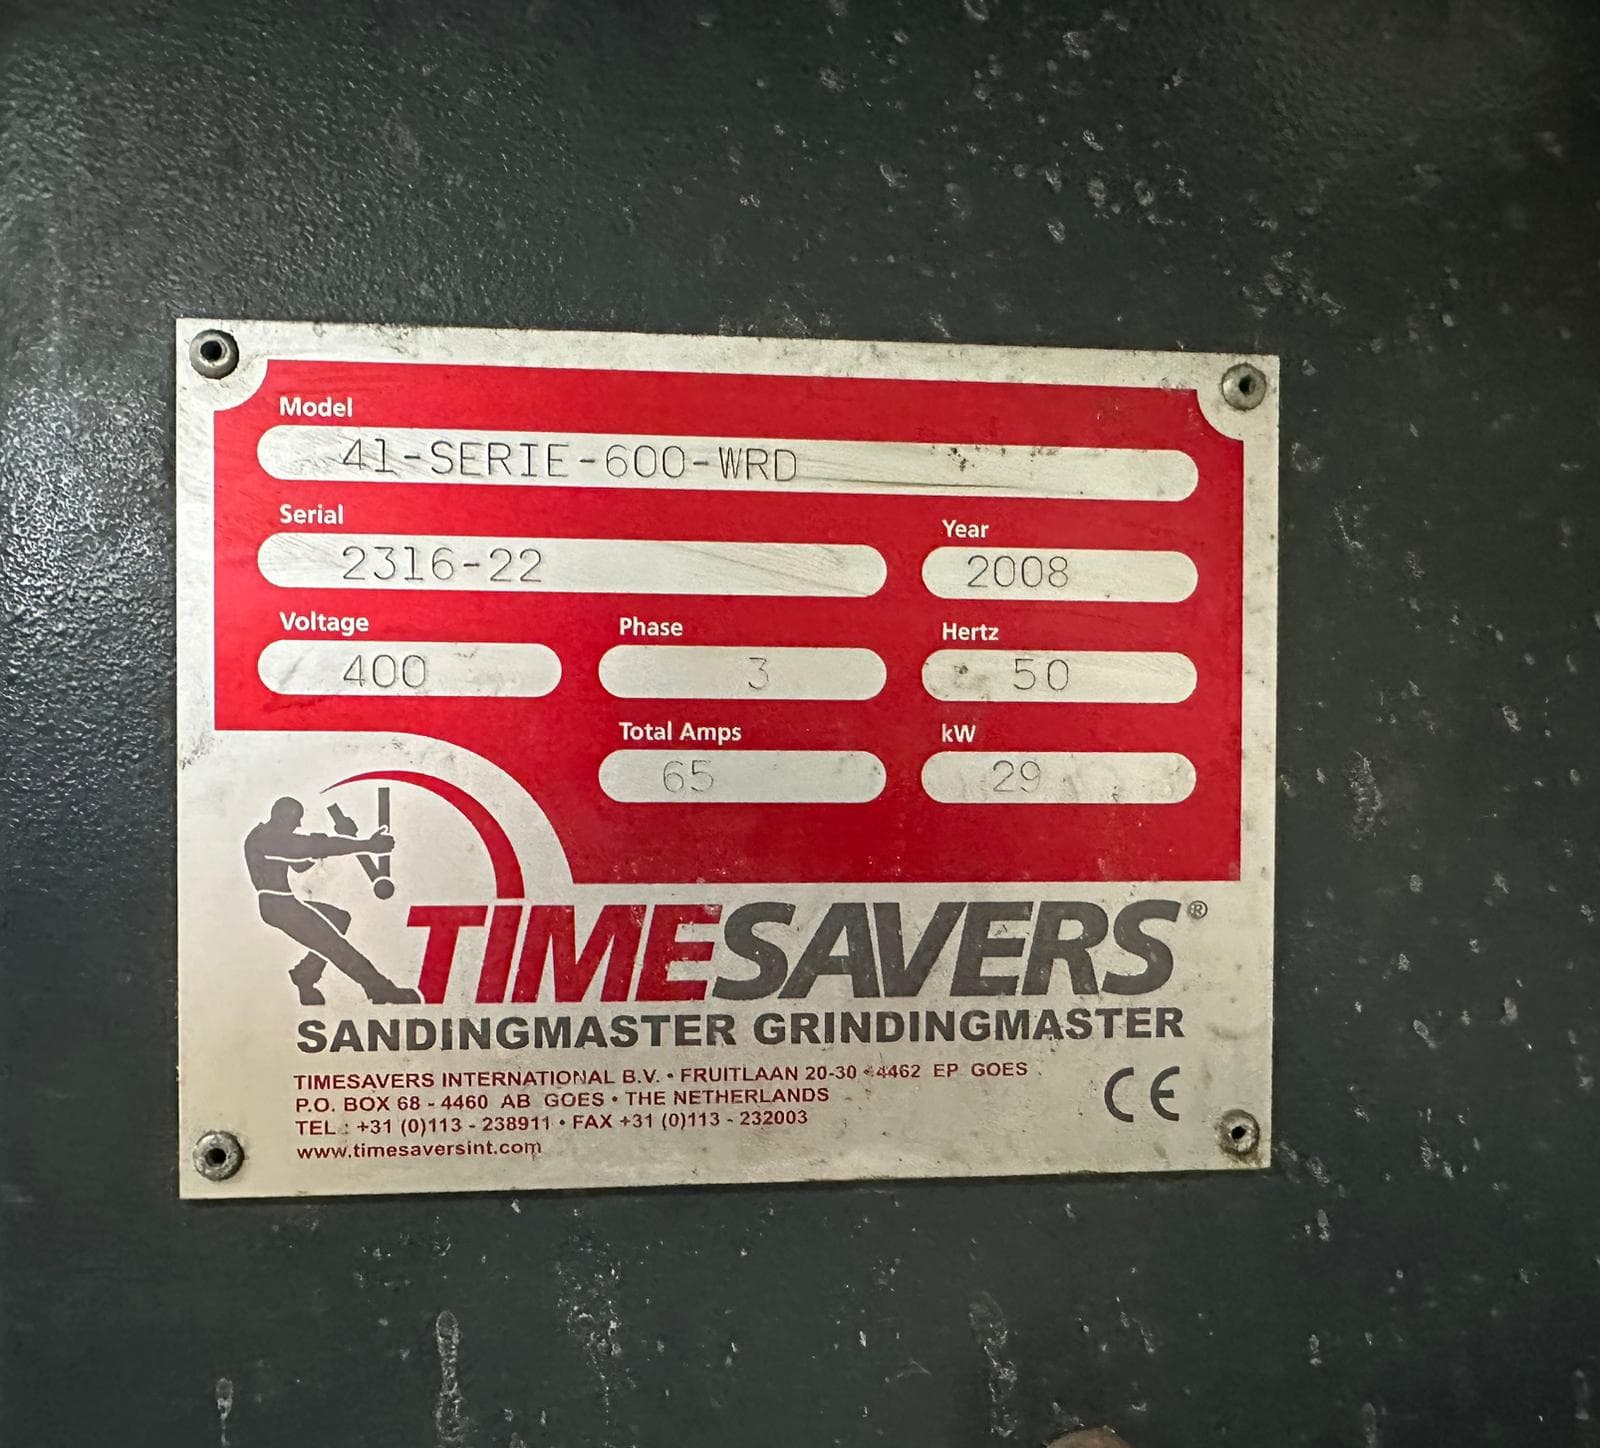 Model
41-SERIE-600-WRD
Serial
Year
2316-22
2008
Voltage
Phase
Hertz
400
3
50
Total Amps
kW
65
29
TIMESAVERS®
SANDINGMASTER GRINDINGMASTER
TIMESAVERS INTERNATIONAL B.V. • FRUITLAAN 20-30 • 4462 EP GOES
P.O. BOX 68 - 4460 AB GOES • THE NETHERLANDS
TEL : +31 (0)113 - 238911 • FAX +31 (0)113 - 232003
www.timesaversint.com
CE